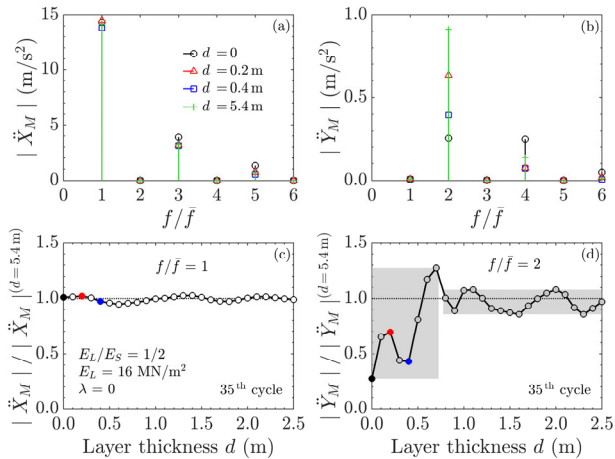 (a)
15
10
5
0
0 1 2 3 4 5 6
| Ẍ_M | (m/s²)
f/f̄
d = 0
d = 0.2 m
d = 0.4 m
d = 5.4 m
(b)
1.0
0.5
0.0
0 1 2 3 4 5 6
| Ÿ_M | (m/s²)
f/f̄
(c)
1.5
1.0
0.5
0.0
0.0 0.5 1.0 1.5 2.0 2.5
| Ẍ_M | / | Ẍ_M |^(d=5.4 m)
f/f̄ = 1
E_L/E_S = 1/2
E_L = 16 MN/m²
λ = 0
35th cycle
Layer thickness d (m)
(d)
1.5
1.0
0.5
0.0
0.0 0.5 1.0 1.5 2.0 2.5
| Ÿ_M | / | Ÿ_M |^(d=5.4 m)
f/f̄ = 2
35th cycle
Layer thickness d (m)